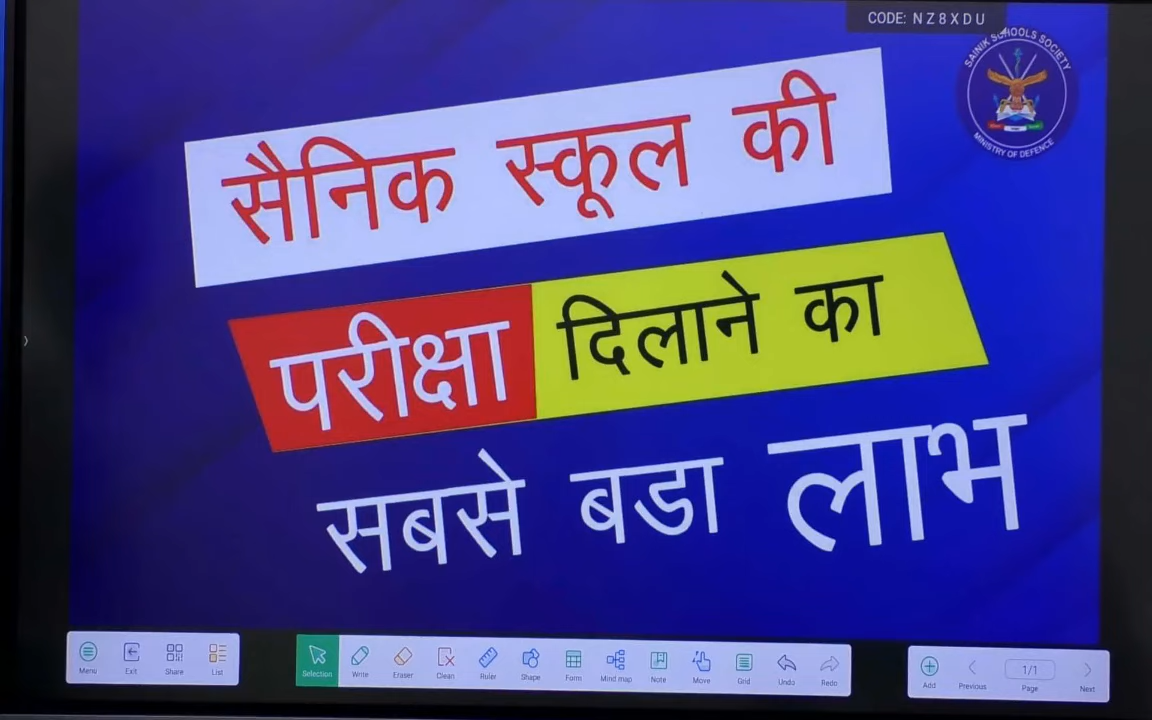 CODE: NZ8XDU
SAINIK SCHOOLS SOCIETY
MINISTRY OF DEFENCE
सैनिक स्कूल की
परीक्षा दिलाने का
सबसे बडा लाभ
Menu Exit Share List Selection Write Eraser Clean Ruler Shape Form Mind map Note Move Grid Undo Redo Add Previous 1/1 Page Next